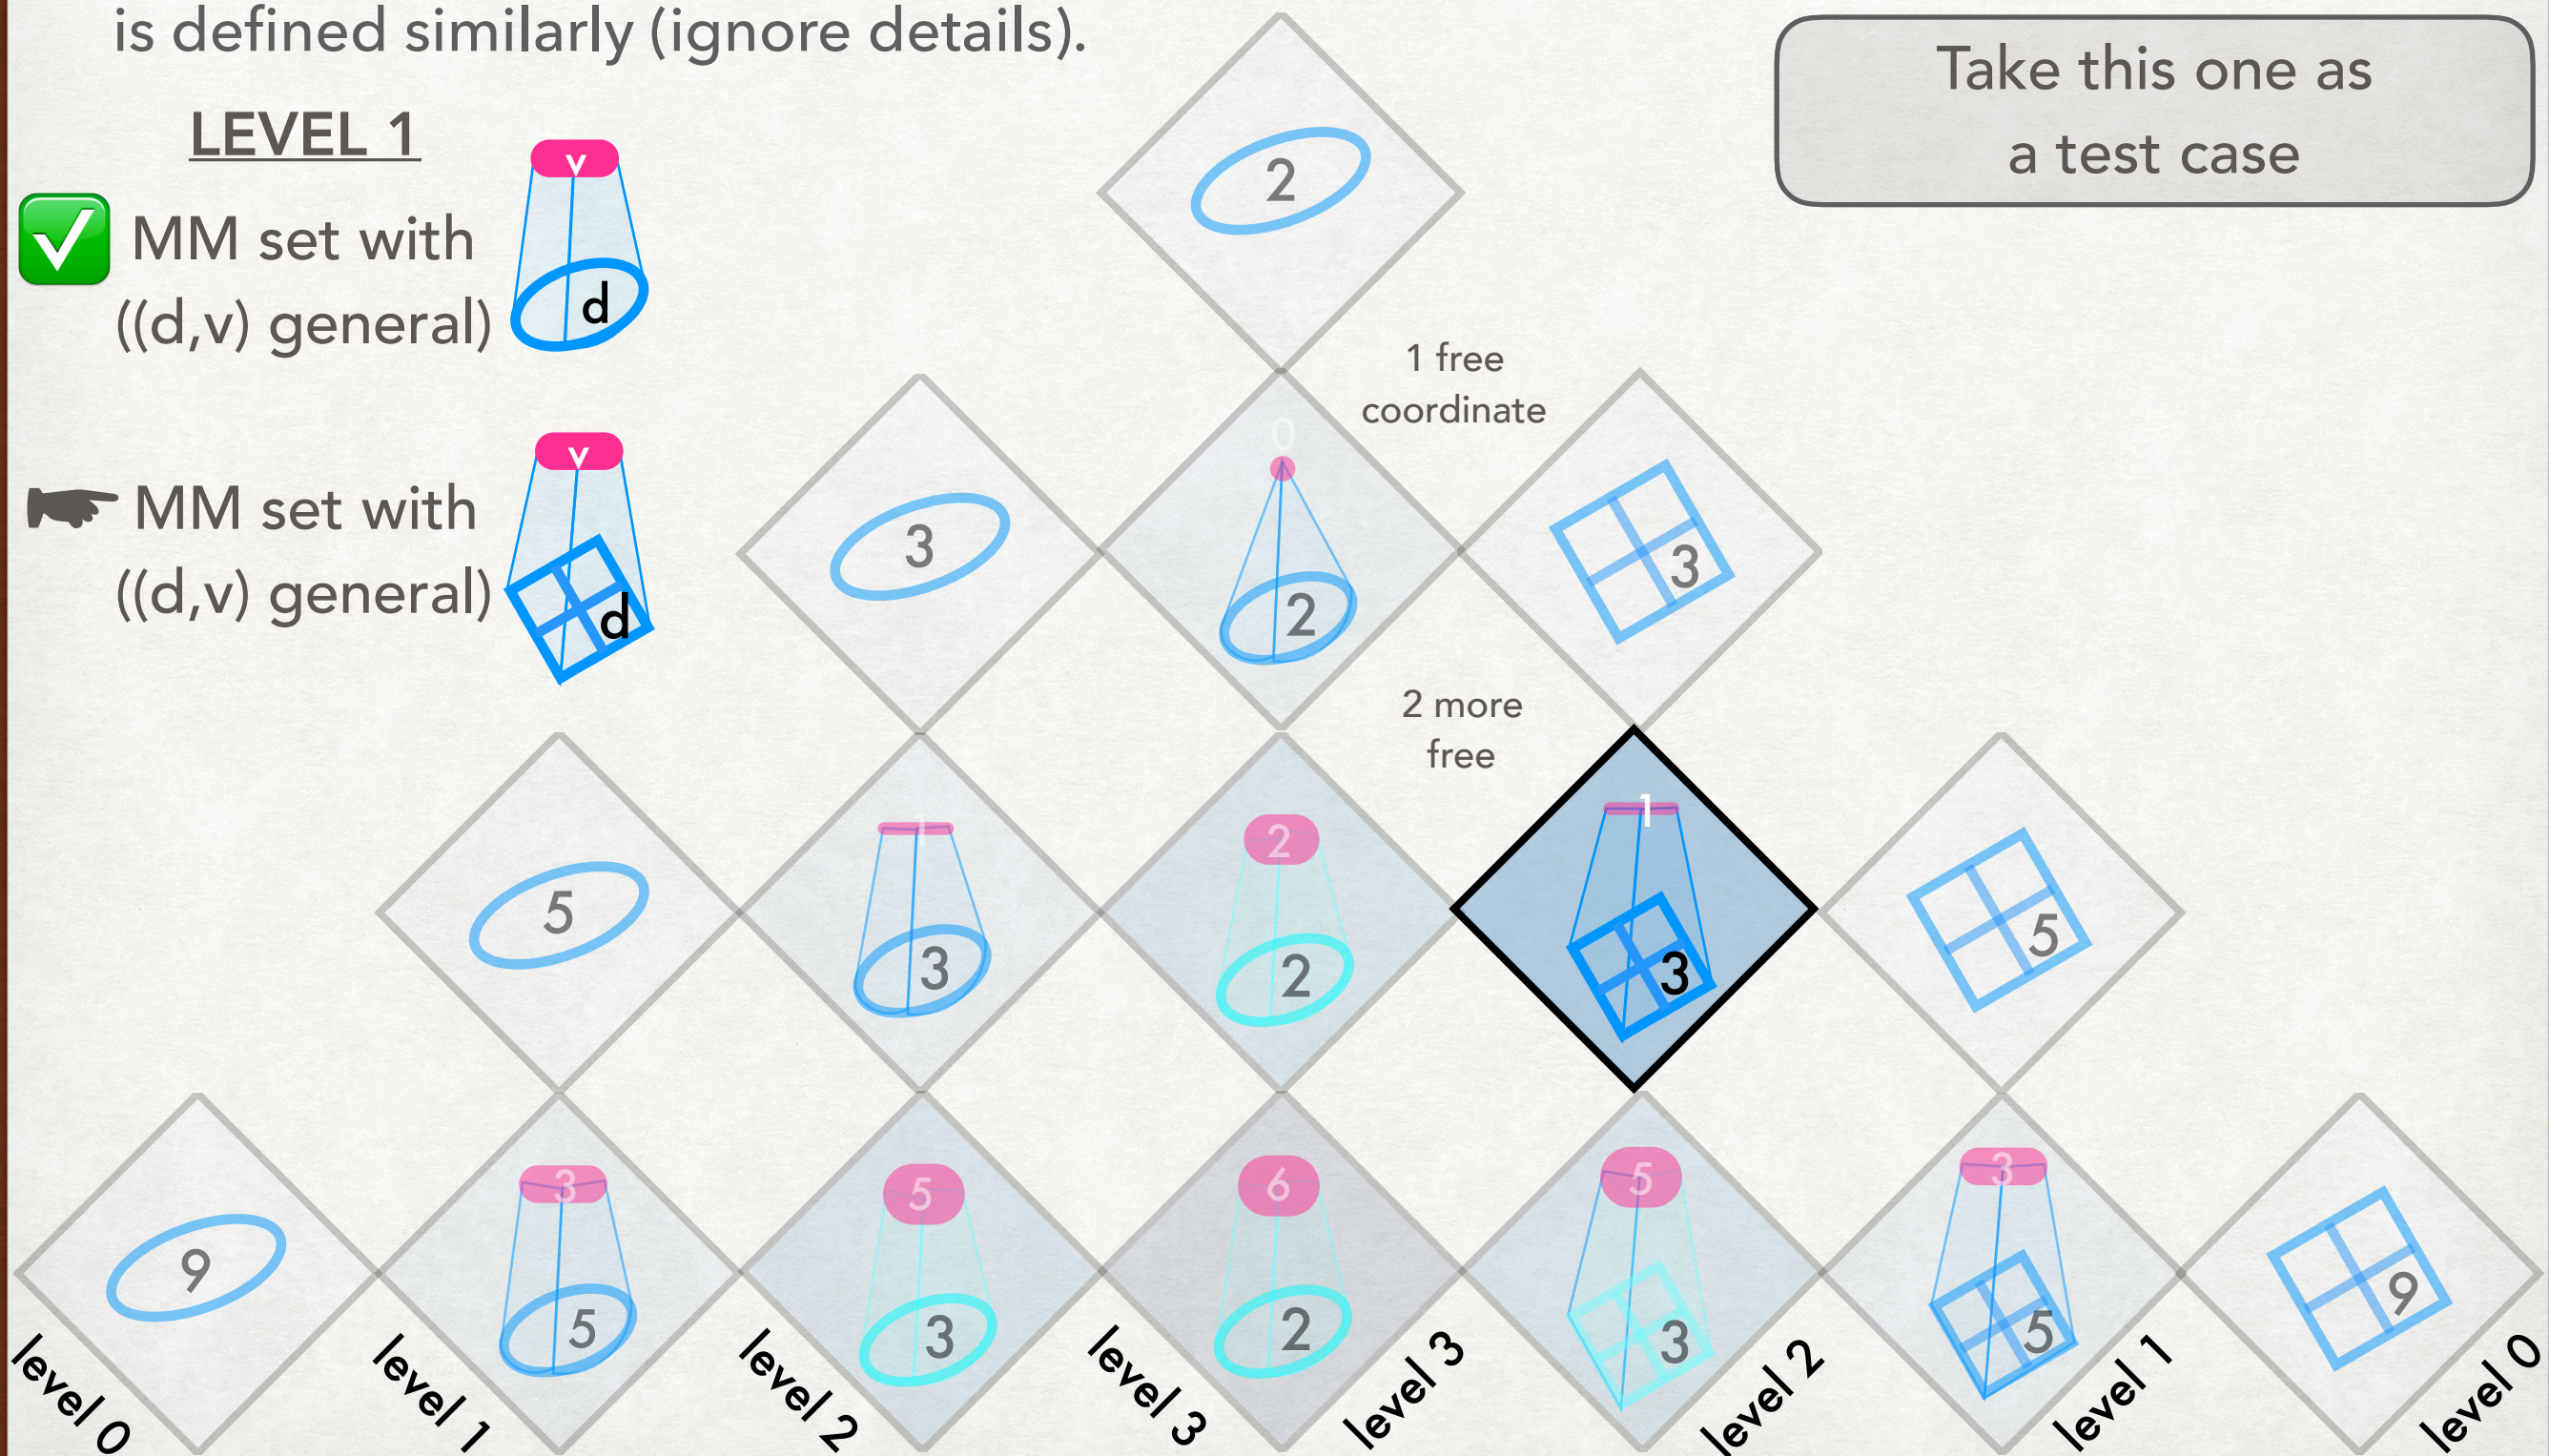 is defined similarly (ignore details).
Take this one as
a test case
LEVEL 1
v
MM set with
((d,v) general)
d
2
1 free
coordinate
v
MM set with
((d,v) general)
d
3
0
2
3
2 more
free
5
1
3
2
2
1
3
5
9
3
5
5
3
6
2
5
3
3
5
9
level 0
level 1
level 2
level 3
level 3
level 2
level 1
level 0